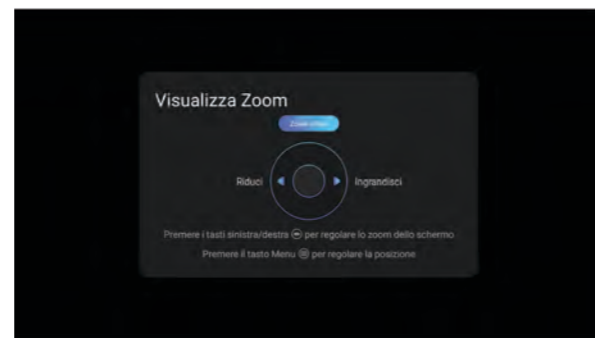 Visualizza Zoom
Riduci
Ingrandisci
Premere i tasti sinistra/destra per regolare lo zoom dello schermo
Premere il tasto Menu per regolare la posizione